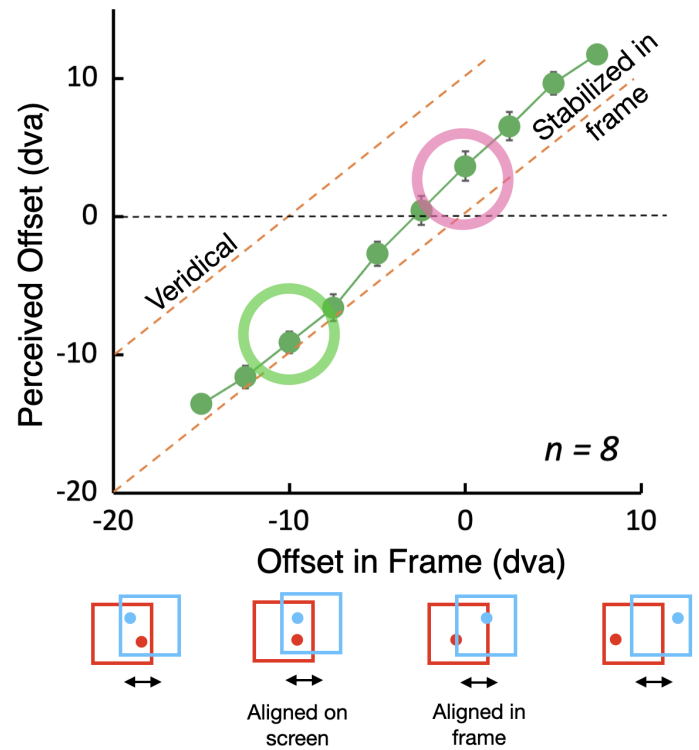 Perceived Offset (dva)
10
0
-10
-20
Veridical
Stabilized in
frame
n = 8
-20
-10
0
10
Offset in Frame (dva)
Aligned on
screen
Aligned in
frame